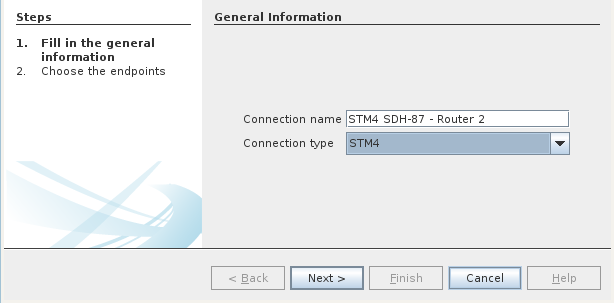 Steps
1. Fill in the general
information
2. Choose the endpoints
General Information
Connection name STM4 SDH-87 - Router 2
Connection type STM4
< Back Next > Finish Cancel Help